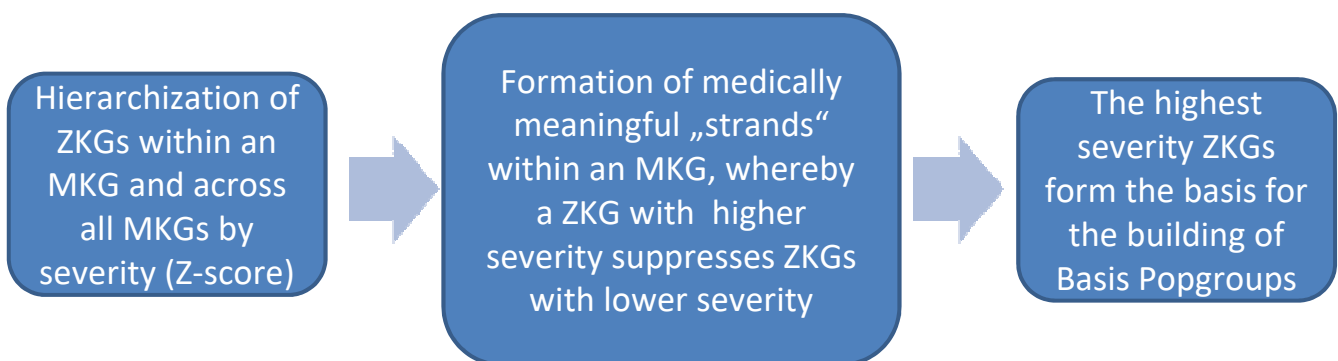 Hierarchization of
ZKGs within an
MKG and across
all MKGs by
severity (Z-score)
Formation of medically
meaningful „strands“
within an MKG, whereby
a ZKG with  higher
severity suppresses ZKGs
with lower severity
The highest
severity ZKGs
form the basis for
the building of
Basis Popgroups